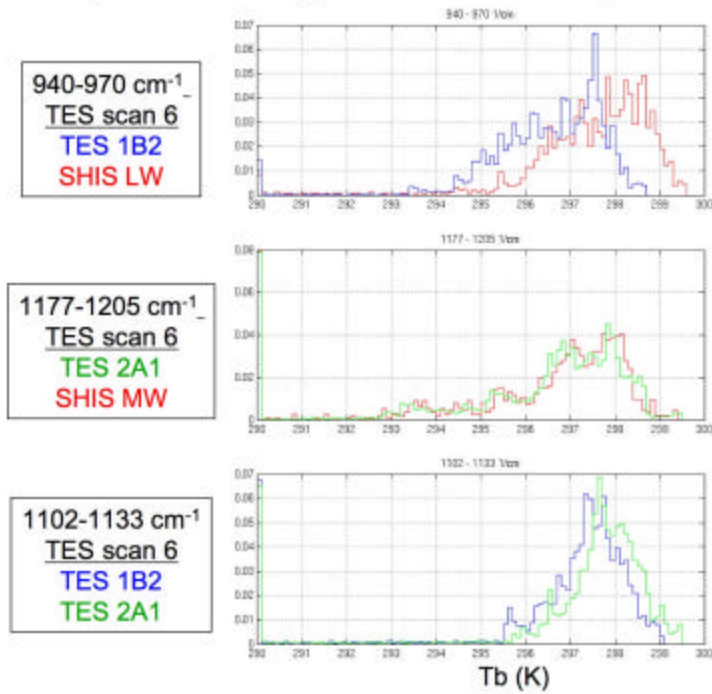 940-970 1/cm
940-970 cm-1
TES scan 6
TES 1B2
SHIS LW
0.07
0.06
0.05
0.04
0.03
0.02
0.01
0
290 291 292 293 294 295 296 297 298 299 300
1177-1205 1/cm
1177-1205 cm-1
TES scan 6
TES 2A1
SHIS MW
0.08
0.06
0.04
0.02
0
290 291 292 293 294 295 296 297 298 299 300
1102 - 1133 1/cm
1102-1133 cm-1
TES scan 6
TES 1B2
TES 2A1
0.07
0.06
0.05
0.04
0.03
0.02
0.01
0
290 291 292 293 294 295 296 297 298 299 300
Tb (K)